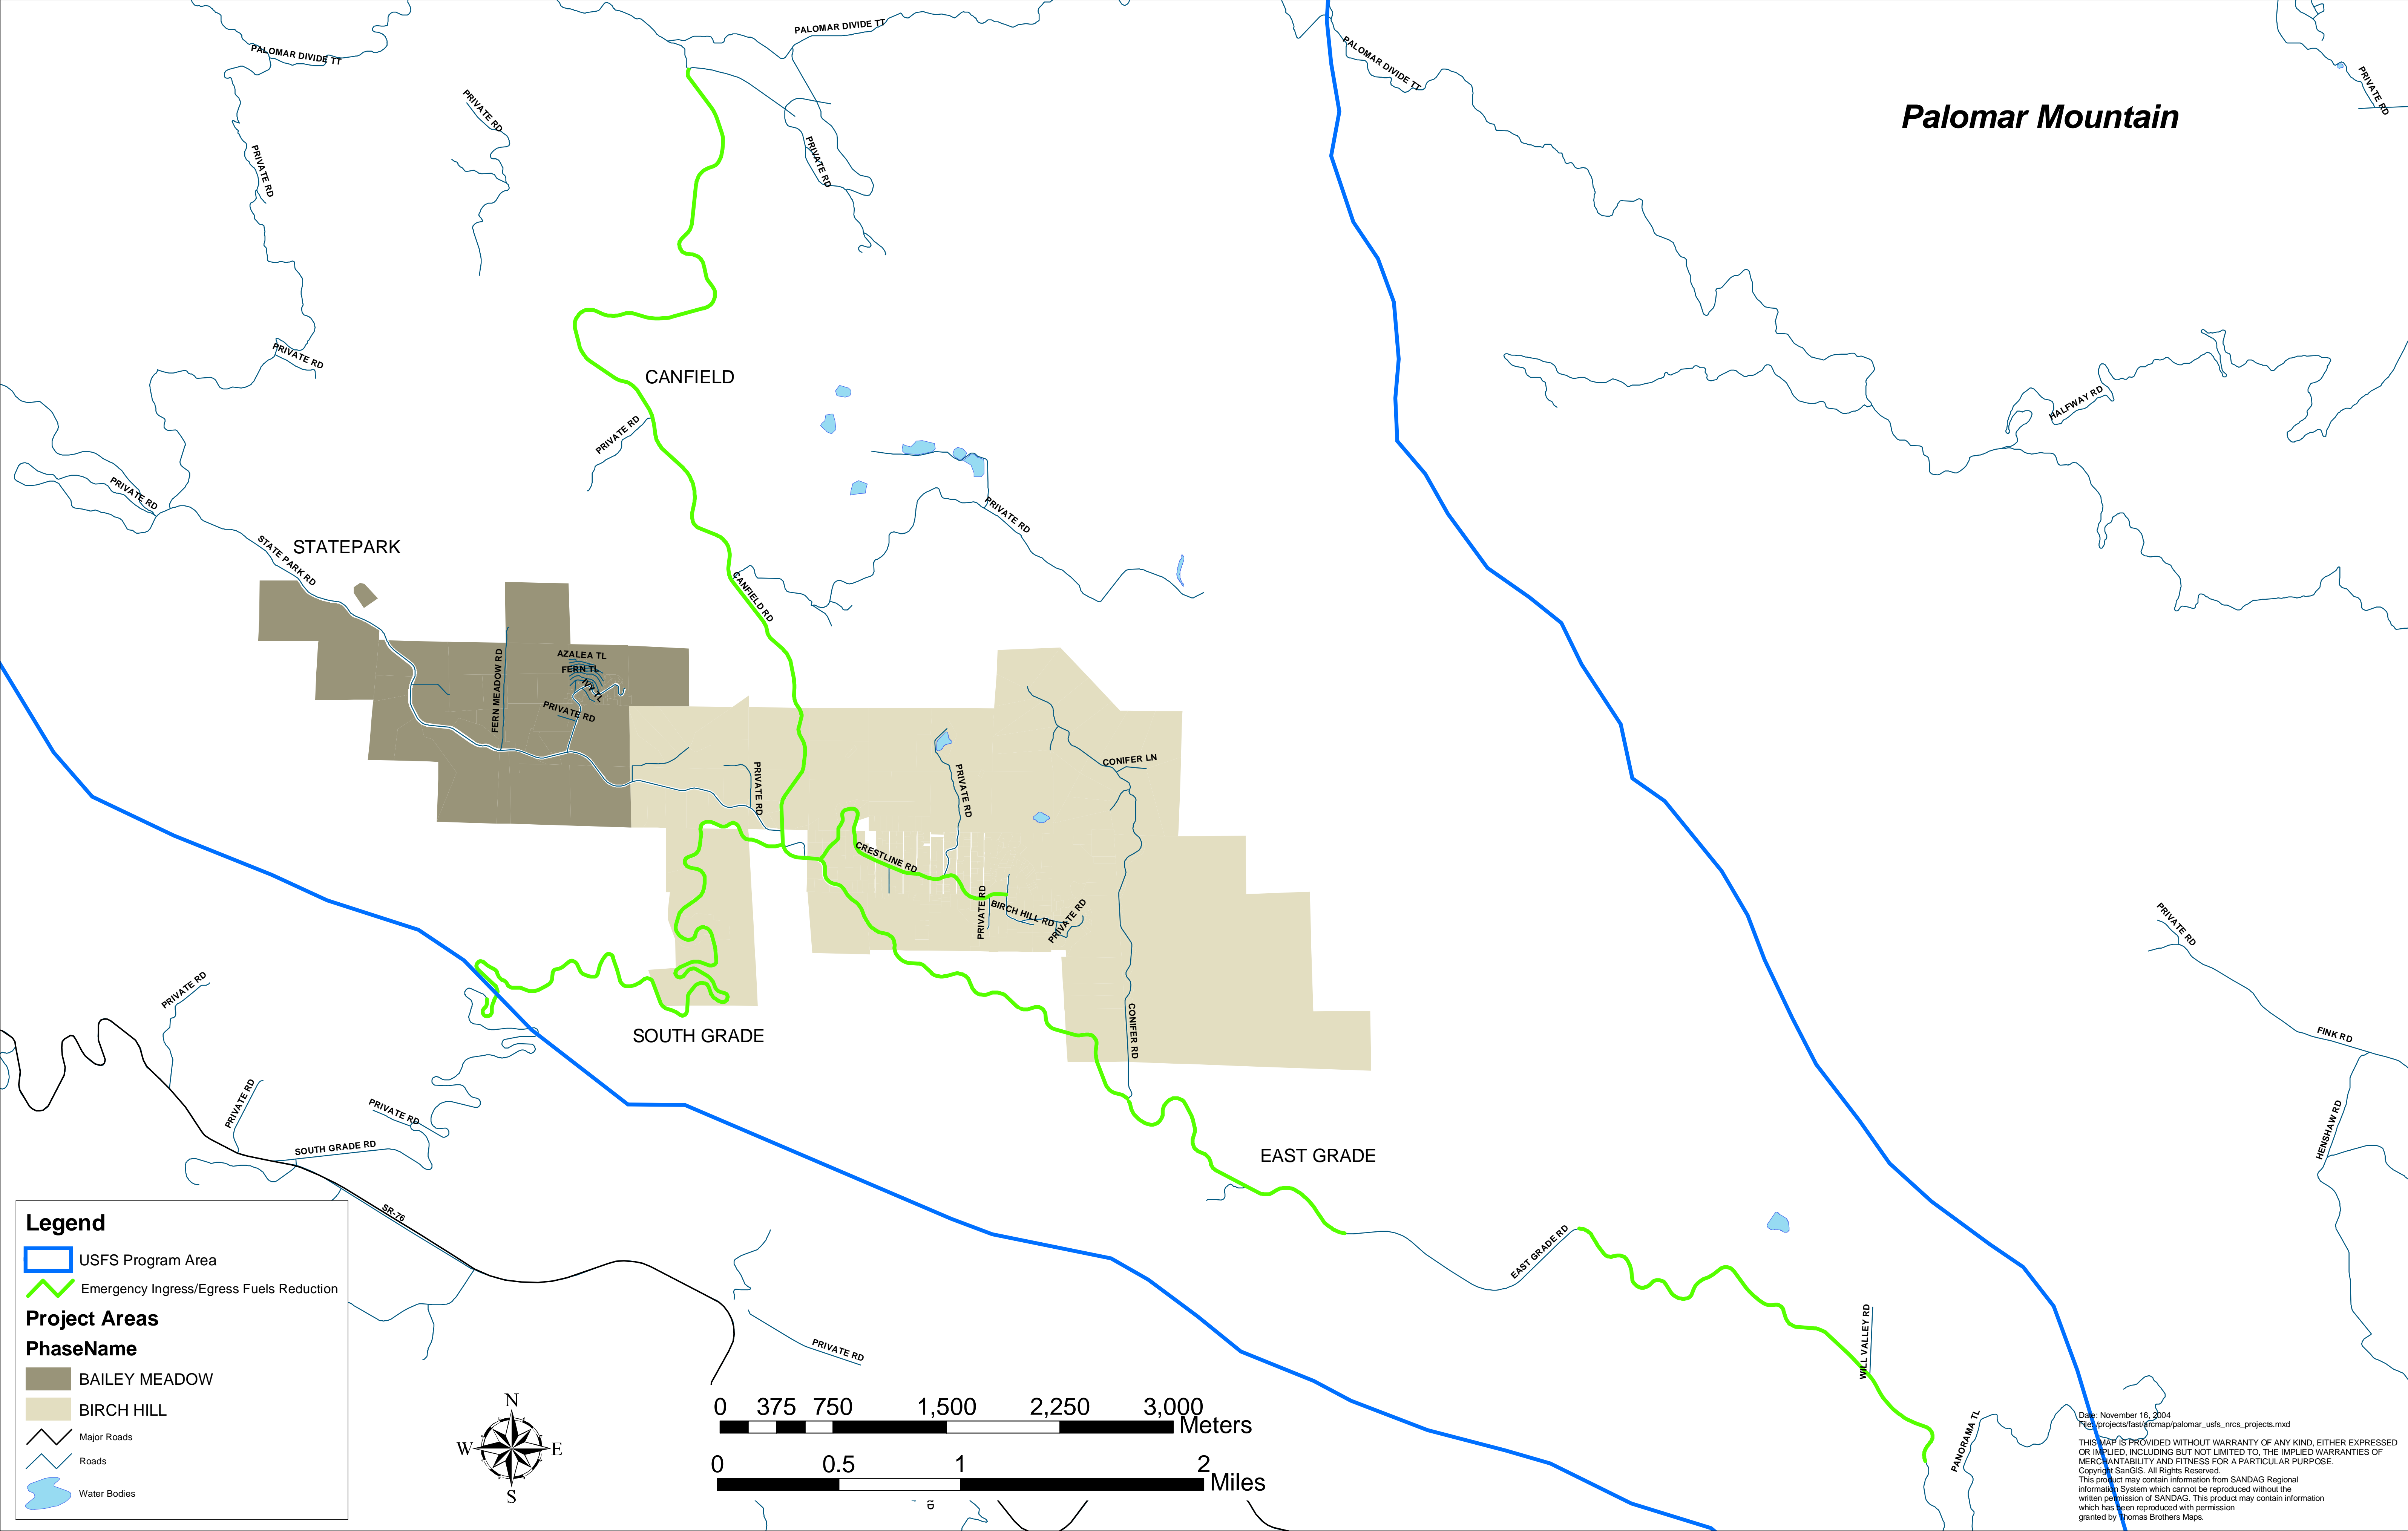 PALOMAR DIVIDE TT
PALOMAR DIVIDE TT
PALOMAR DIVIDE TT
PRIVATE RD
PRIVATE RD
Palomar Mountain
PRIVATE RD
PRIVATE RD
PRIVATE RD
CANFIELD
HALFWAY RD
PRIVATE RD
PRIVATE RD
PRIVATE RD
STATE PARK RD
STATEPARK
CANFIELD RD
AZALEA TL
FERN TL
IVY TL
FERN MEADOW RD
PRIVATE RD
PRIVATE RD
PRIVATE RD
CONIFER LN
CRESTLINE RD
PRIVATE RD
BIRCH HILL RD
PRIVATE RD
PRIVATE RD
PRIVATE RD
SOUTH GRADE
CONIFER RD
FINK RD
PRIVATE RD
PRIVATE RD
HENSHAW RD
SOUTH GRADE RD
EAST GRADE
SR-76
EAST GRADE RD
WILL VALLEY RD
PRIVATE RD
PANORAMA TL
Legend
USFS Program Area
Emergency Ingress/Egress Fuels Reduction
Project Areas
PhaseName
BAILEY MEADOW
BIRCH HILL
Major Roads
Roads
Water Bodies
N
W E
S
0 375 750 1,500 2,250 3,000
Meters
0 0.5 1 2
Miles
Date: November 16, 2004
File: /projects/fast/arcmap/palomar_usfs_nrcs_projects.mxd
THIS MAP IS PROVIDED WITHOUT WARRANTY OF ANY KIND, EITHER EXPRESSED
OR IMPLIED, INCLUDING BUT NOT LIMITED TO, THE IMPLIED WARRANTIES OF
MERCHANTABILITY AND FITNESS FOR A PARTICULAR PURPOSE.
Copyright SanGIS. All Rights Reserved.
This product may contain information from SANDAG Regional
information System which cannot be reproduced without the
written permission of SANDAG. This product may contain information
which has been reproduced with permission
granted by Thomas Brothers Maps.